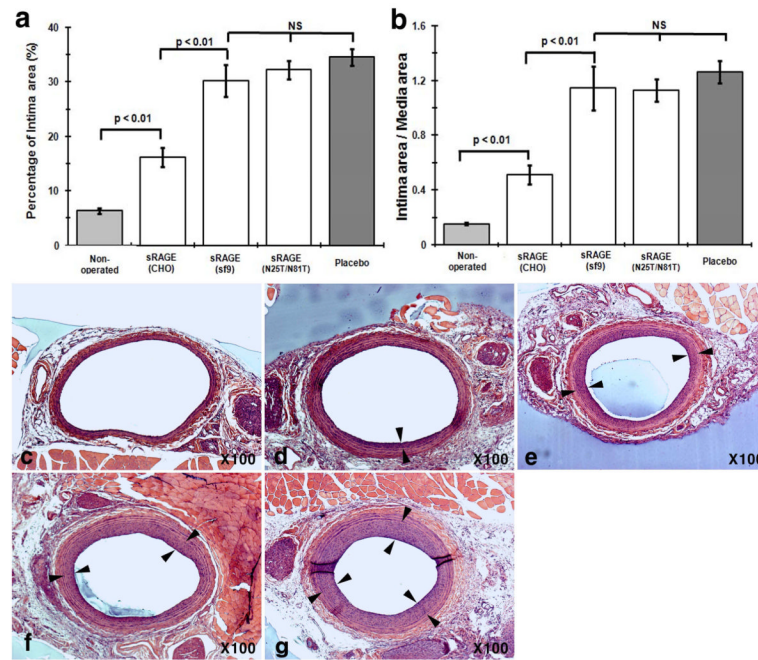 a
Percentage of Intima area (%)
40
30
20
10
0
p < 0.01
p < 0.01
NS
Non-
operated
sRAGE
(CHO)
sRAGE
(sf9)
sRAGE
(N25T/N81T)
Placebo
b
Intima area / Media area
1.6
1.2
0.8
0.4
0
p < 0.01
p < 0.01
NS
Non-
operated
sRAGE
(CHO)
sRAGE
(sf9)
sRAGE
(N25T/N81T)
Placebo
c
X100
d
X100
e
X100
f
X100
g
X100